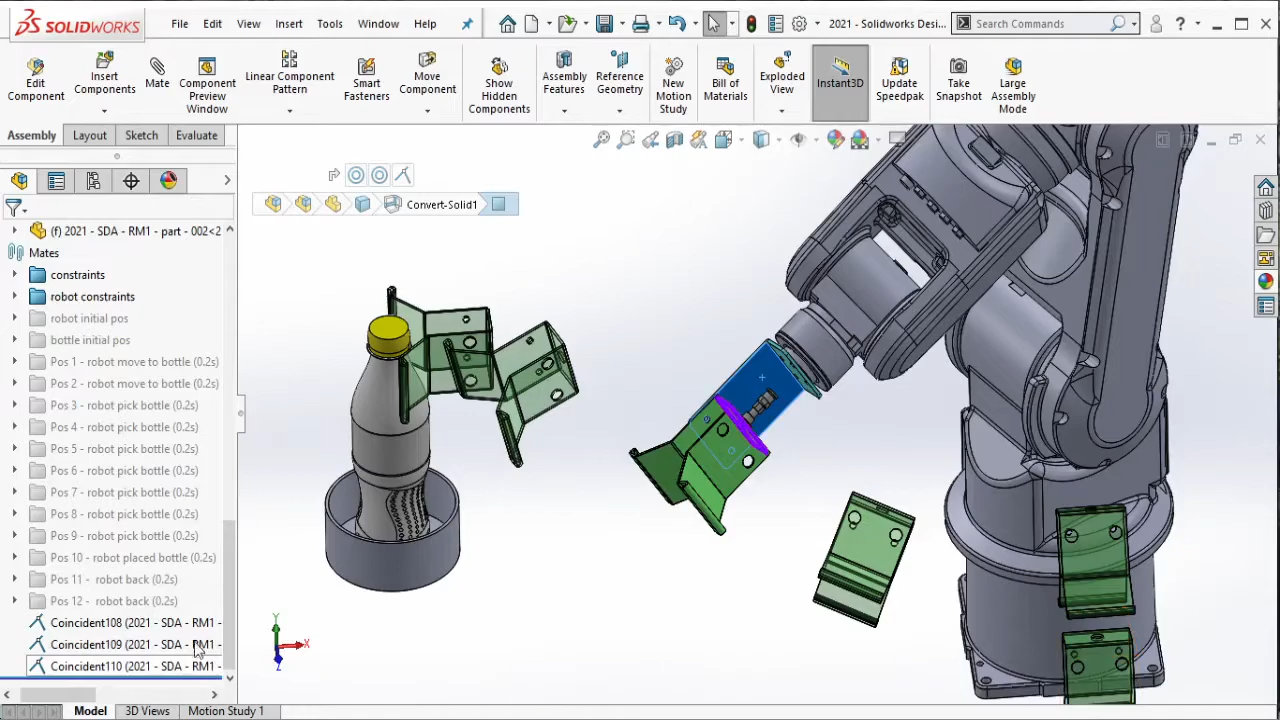 SOLIDWORKS
File Edit View Insert Tools Window Help
2021 - Solidworks Desi...
Search Commands
Edit Component
Insert Components
Mate
Component Preview Window
Linear Component Pattern
Smart Fasteners
Move Component
Show Hidden Components
Assembly Features
Reference Geometry
New Motion Study
Bill of Materials
Exploded View
Instant3D
Update Speedpak
Take Snapshot
Large Assembly Mode
Assembly Layout Sketch Evaluate
Convert-Solid1
(f) 2021 - SDA - RM1 - part - 002<2
Mates
constraints
robot constraints
robot initial pos
bottle initial pos
Pos 1 - robot move to bottle (0.2s)
Pos 2 - robot move to bottle (0.2s)
Pos 3 - robot pick bottle (0.2s)
Pos 4 - robot pick bottle (0.2s)
Pos 5 - robot pick bottle (0.2s)
Pos 6 - robot pick bottle (0.2s)
Pos 7 - robot pick bottle (0.2s)
Pos 8 - robot pick bottle (0.2s)
Pos 9 - robot pick bottle (0.2s)
Pos 10 - robot placed bottle (0.2s)
Pos 11 - robot back (0.2s)
Pos 12 - robot back (0.2s)
Coincident108 (2021 - SDA - RM1 -
Coincident109 (2021 - SDA - RM1 -
Coincident110 (2021 - SDA - RM1 -
Y
X
Z
Model 3D Views Motion Study 1